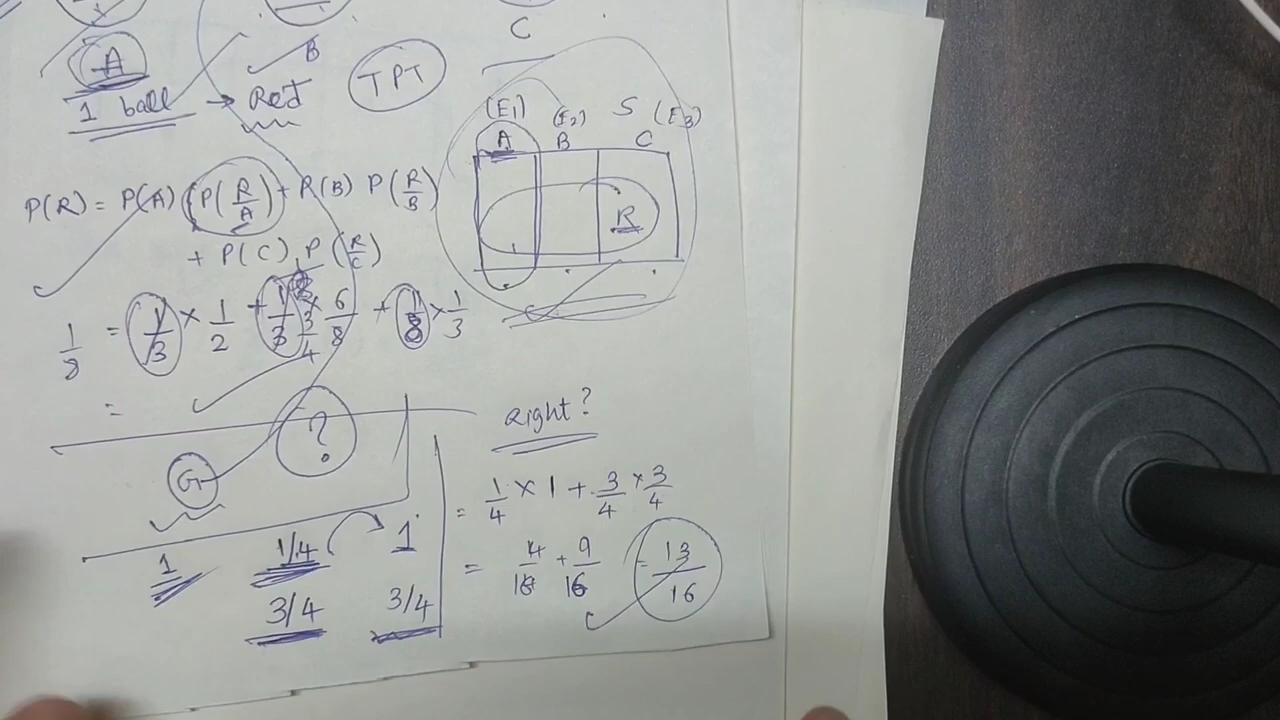 C
A
B
1 ball → Red
TPT
(E1) (E2) S (E3)
A B C
R
P(R) = P(A) (P(R/A) + R(B) P(R/B)
+ P(C) P(R/C)
1/8 = 1/3 × 1/2 + 1/3 × 6/8 + × 1/3
3/4
=
?
Right?
G
= 1/4 × 1 + 3/4 × 3/4
1 1/4 1
= 4/16 + 9/16 = 13/16
3/4 3/4